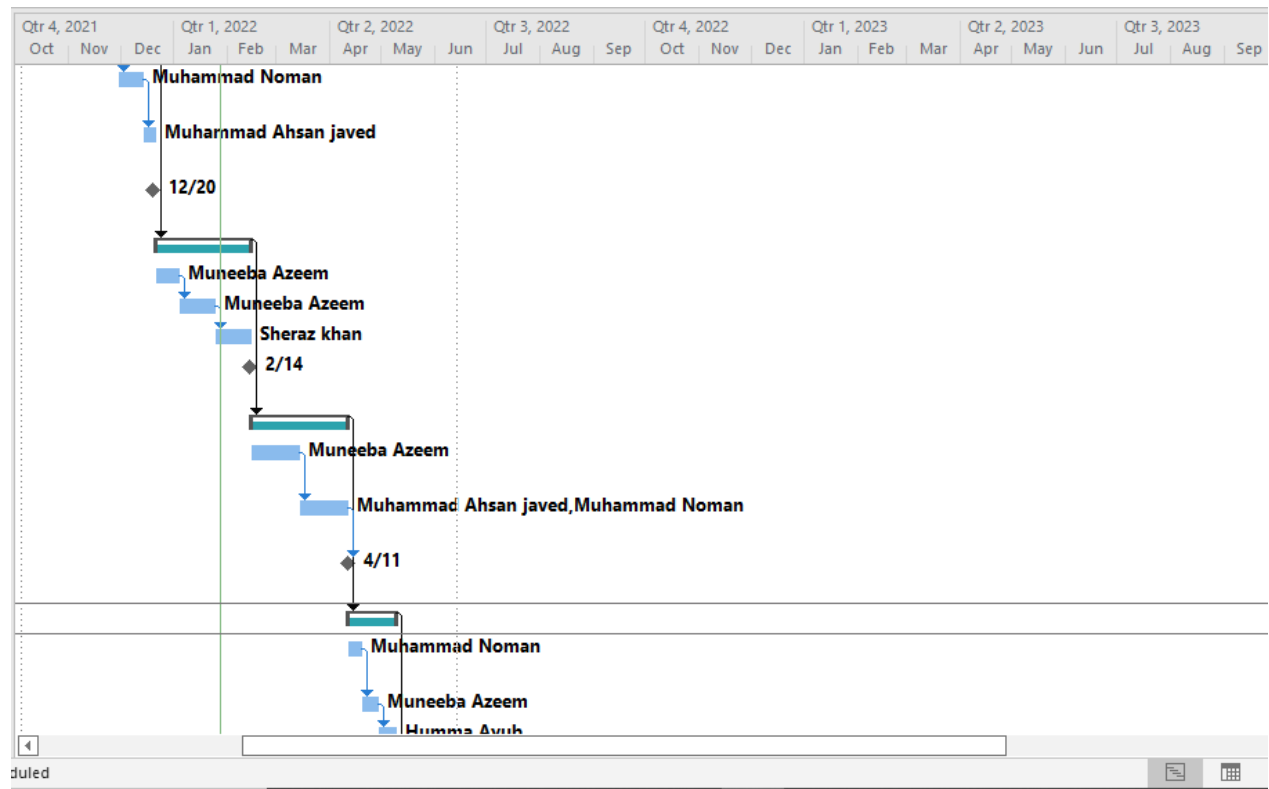 Qtr 4, 2021 Qtr 1, 2022 Qtr 2, 2022 Qtr 3, 2022 Qtr 4, 2022 Qtr 1, 2023 Qtr 2, 2023 Qtr 3, 2023
Oct Nov Dec Jan Feb Mar Apr May Jun Jul Aug Sep Oct Nov Dec Jan Feb Mar Apr May Jun Jul Aug Sep
Muhammad Noman
Muhammad Ahsan javed
12/20
Muneeba Azeem
Muneeba Azeem
Sheraz khan
2/14
Muneeba Azeem
Muhammad Ahsan javed,Muhammad Noman
4/11
Muhammad Noman
Muneeba Azeem
Humma Ayub
duled